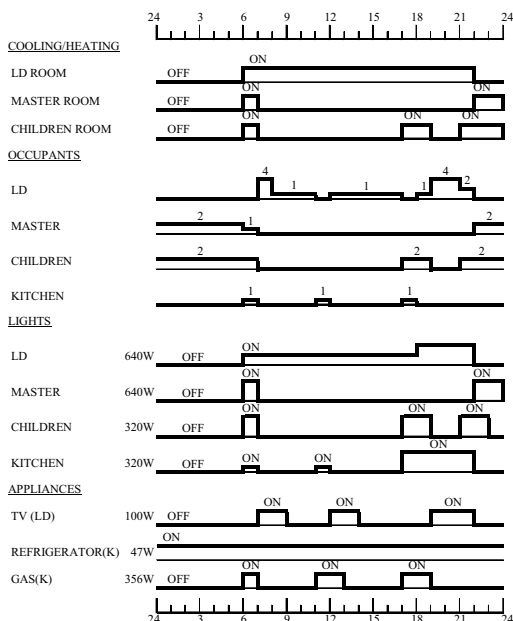 24 3 6 9 12 15 18 21 24
COOLING/HEATING
ON
LD ROOM OFF
ON ON
MASTER ROOM OFF
ON ON ON
CHILDREN ROOM OFF
OCCUPANTS
4 1 1 1 4 2
LD
2 1 2
MASTER
2 2 2
CHILDREN
1 1 1
KITCHEN
LIGHTS
ON
LD 640W OFF
ON ON
MASTER 640W OFF
ON ON ON
CHILDREN 320W OFF
ON ON ON
KITCHEN 320W OFF
APPLIANCES
ON ON ON
TV (LD) 100W OFF
ON
REFRIGERATOR(K) 47W
ON ON ON
GAS(K) 356W OFF
24 3 6 9 12 15 18 21 24